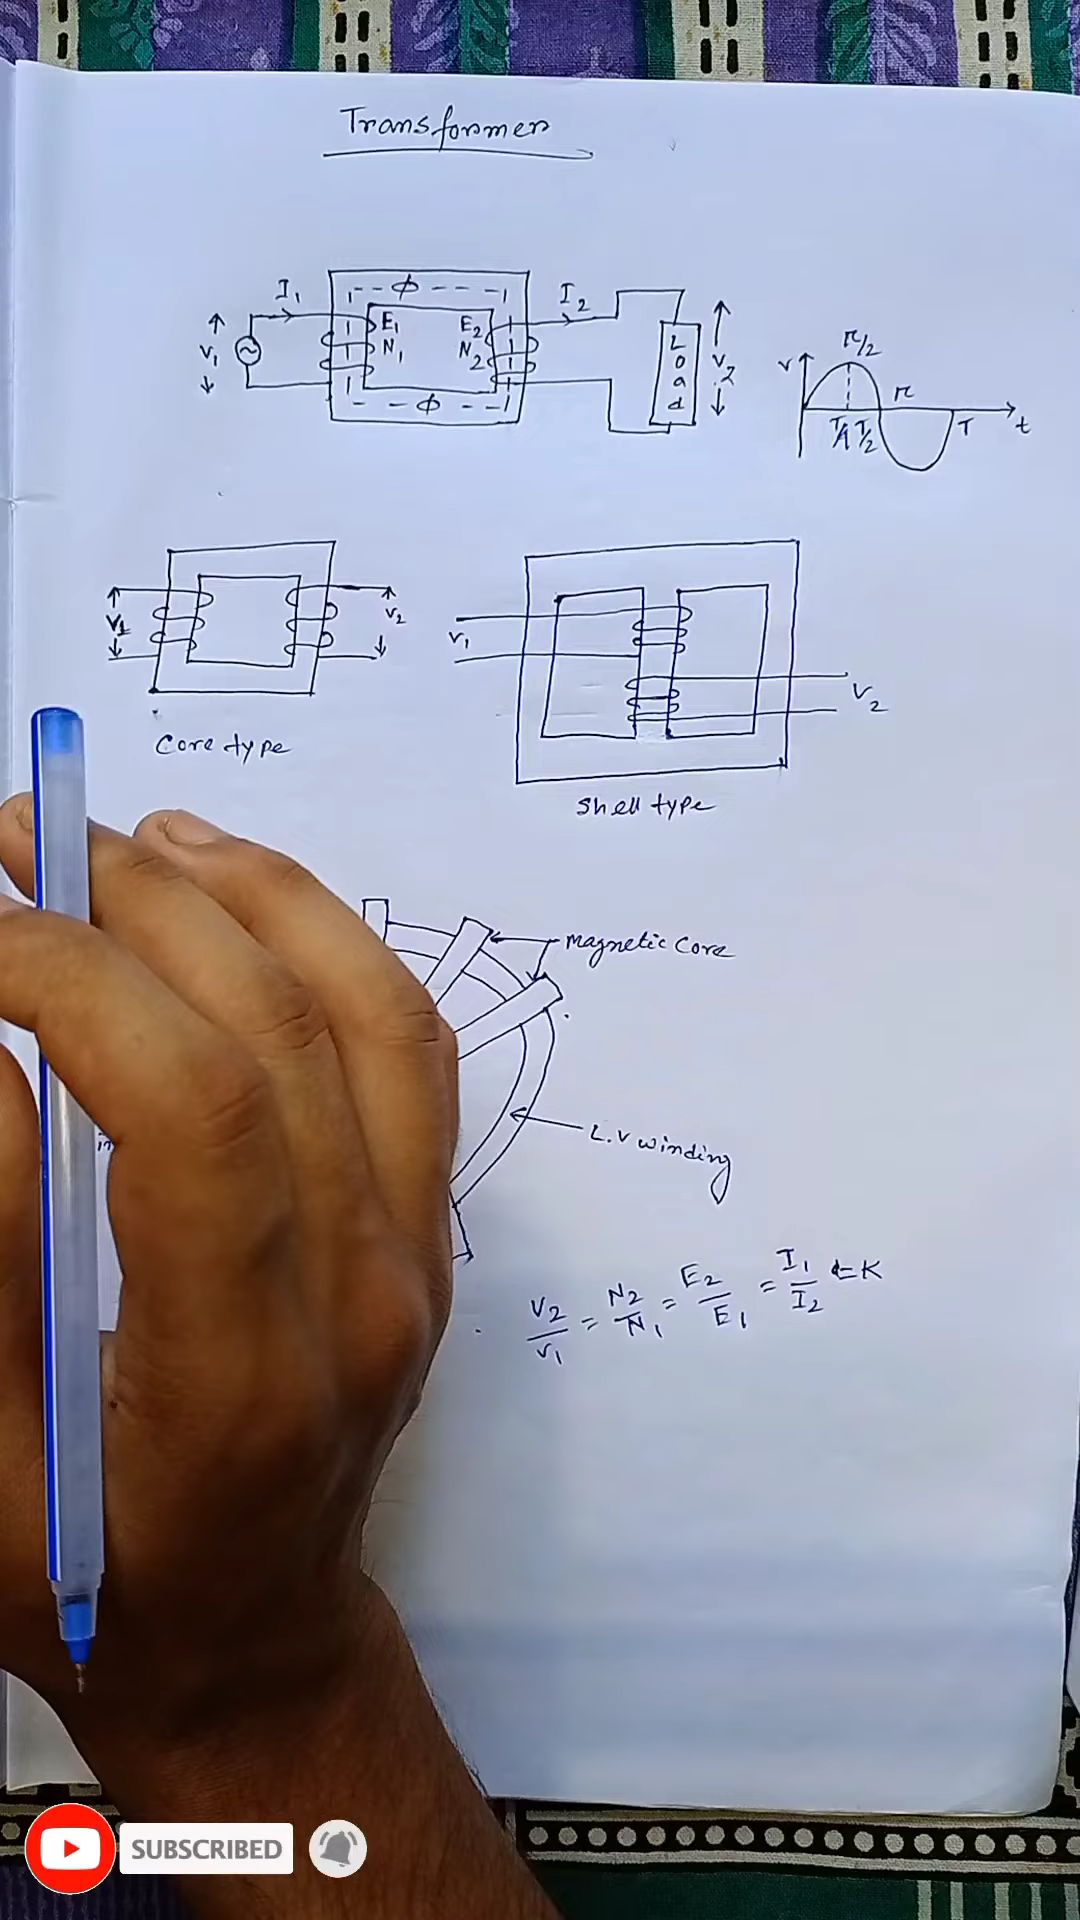 Transformer
I₁ Φ I₂
V₁ E₁ E₂ Load V₂
N₁ N₂
Φ
V π/2 π
T/4 T/2 T t
V₁ V₂
Core type
V₁ V₂
Shell type
Magnetic Core
L.V winding
V₂/V₁ = N₂/N₁ = E₂/E₁ = I₁/I₂ = K
SUBSCRIBED